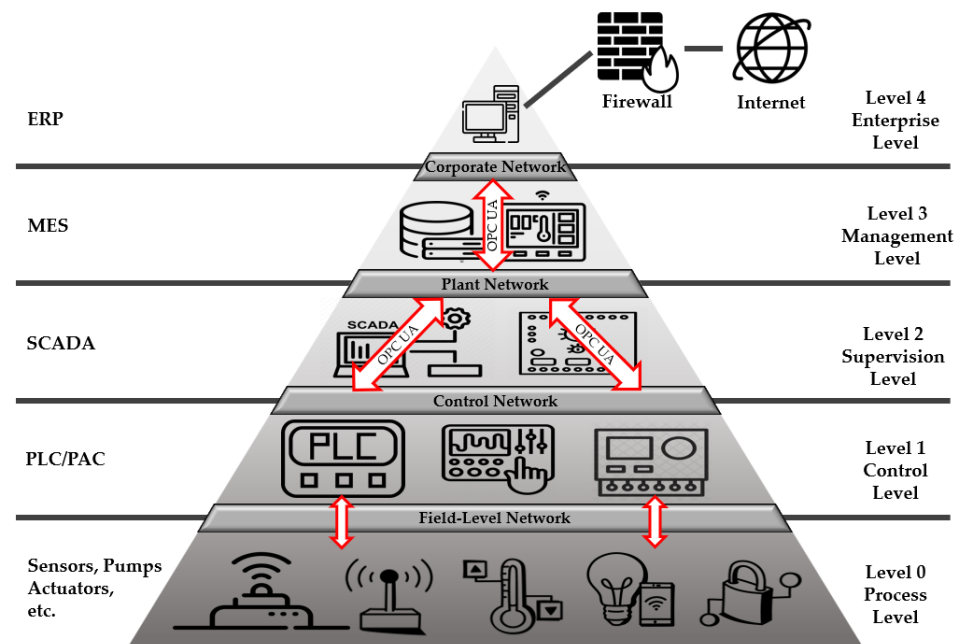 Firewall
Internet
ERP
Level 4
Enterprise
Level
Corporate Network
MES
OPC UA
Level 3
Management
Level
Plant Network
SCADA
SCADA
OPC UA
OPC UA
Level 2
Supervision
Level
Control Network
PLC/PAC
PLC
Level 1
Control
Level
Field-Level Network
Sensors, Pumps
Actuators,
etc.
Level 0
Process
Level